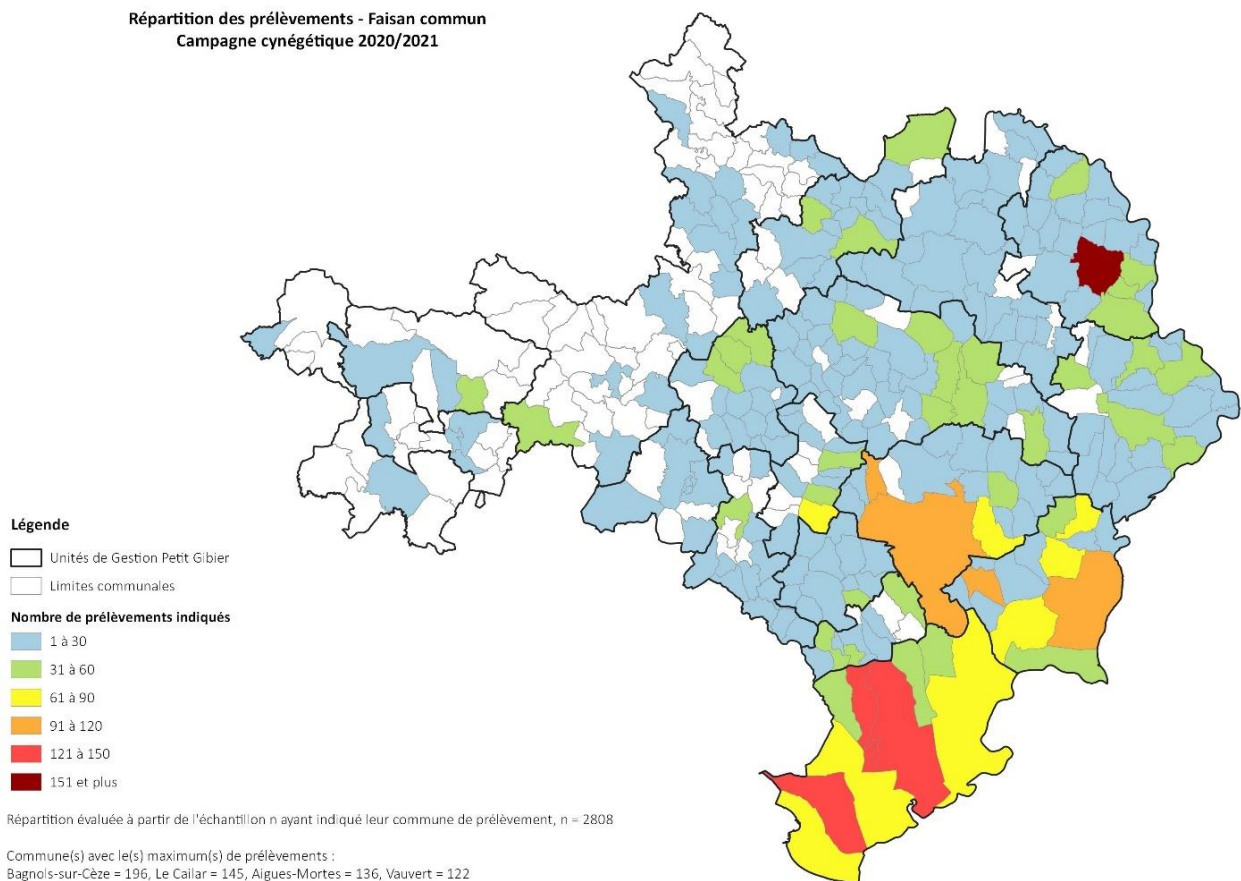 Répartition des prélèvements - Faisan commun
Campagne cynégétique 2020/2021
Légende
Unités de Gestion Petit Gibier
Limites communales
Nombre de prélèvements indiqués
1 à 30
31 à 60
61 à 90
91 à 120
121 à 150
151 et plus
Répartition évaluée à partir de l'échantillon n ayant indiqué leur commune de prélèvement, n = 2808
Commune(s) avec le(s) maximum(s) de prélèvements :
Bagnols-sur-Cèze = 196, Le Cailar = 145, Aigues-Mortes = 136, Vauvert = 122